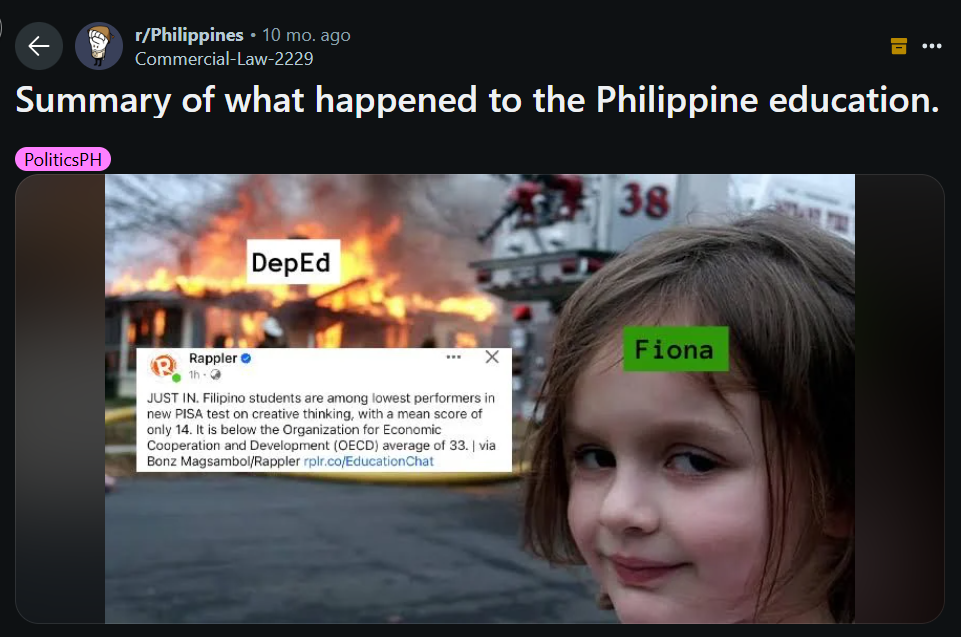 r/Philippines • 10 mo. ago
Commercial-Law-2229
Summary of what happened to the Philippine education.
PoliticsPH
38
DepEd
Fiona
Rappler
1h ·
JUST IN. Filipino students are among lowest performers in
new PISA test on creative thinking, with a mean score of
only 14. It is below the Organization for Economic
Cooperation and Development (OECD) average of 33. | via
Bonz Magsambol/Rappler rplr.co/EducationChat